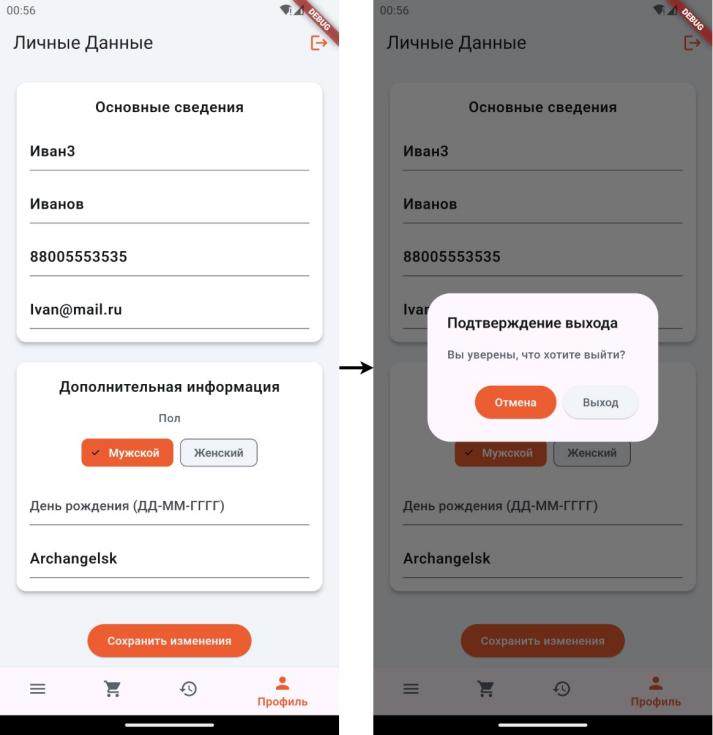 00:56
DEBUG
Личные Данные
Основные сведения
Иван3
Иванов
88005553535
Ivan@mail.ru
Дополнительная информация
Пол
Мужской
Женский
День рождения (ДД-ММ-ГГГГ)
Archangelsk
Сохранить изменения
Профиль
00:56
DEBUG
Личные Данные
Основные сведения
Иван3
Иванов
88005553535
Ivan
Подтверждение выхода
Вы уверены, что хотите выйти?
Отмена
Выход
Мужской
Женский
День рождения (ДД-ММ-ГГГГ)
Archangelsk
Сохранить изменения
Профиль